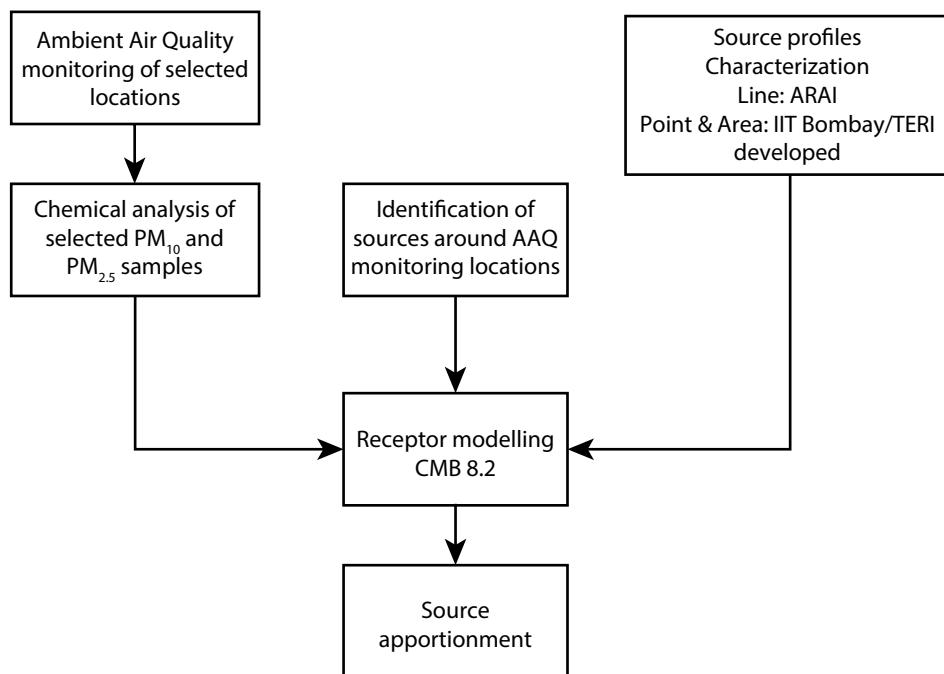 Ambient Air Quality
monitoring of selected
locations
Source profiles
Characterization
Line: ARAI
Point & Area: IIT Bombay/TERI
developed
Chemical analysis of
selected PM₁₀ and
PM₂.₅ samples
Identification of
sources around AAQ
monitoring locations
Receptor modelling
CMB 8.2
Source
apportionment